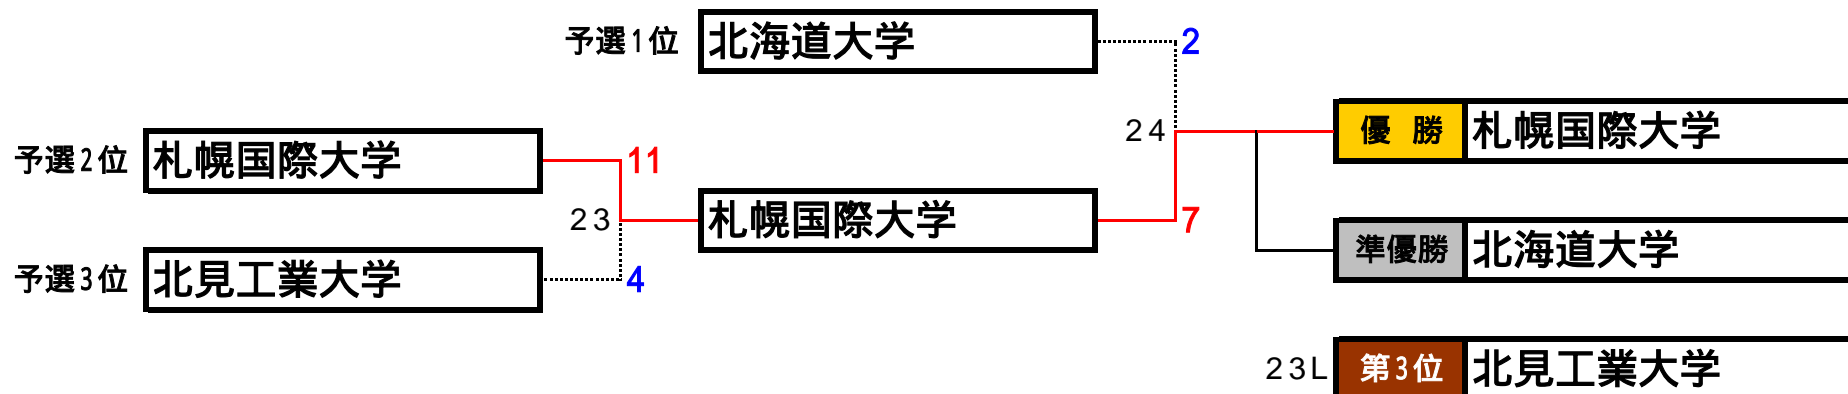 予選1位 北海道大学 2
24
優 勝 札幌国際大学
予選2位 札幌国際大学 11
23
札幌国際大学 7
準優勝 北海道大学
予選3位 北見工業大学 4
23L 第3位 北見工業大学